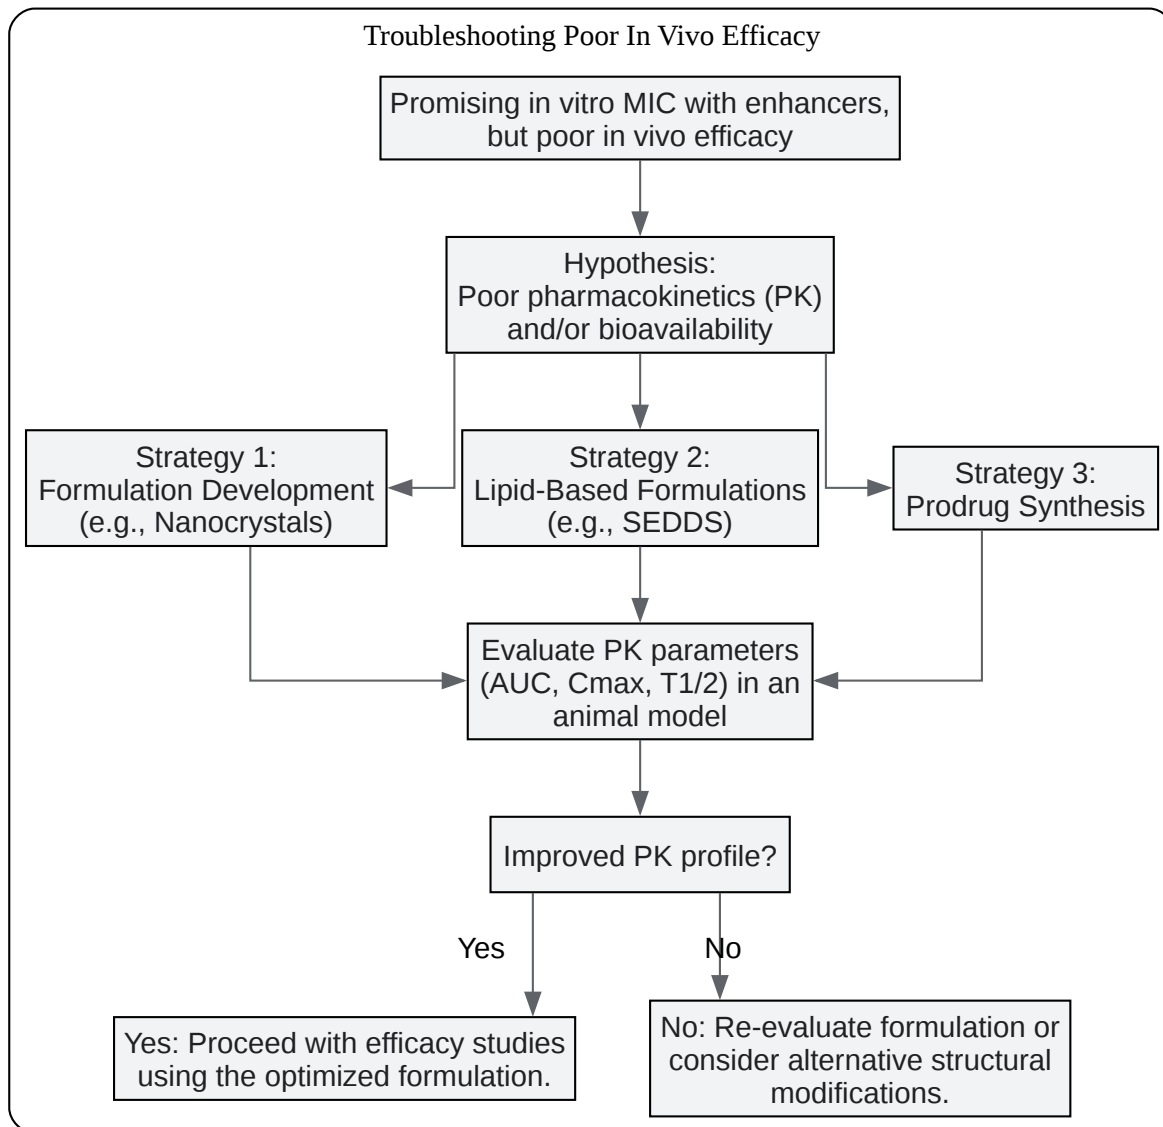 Troubleshooting Poor In Vivo Efficacy
Promising in vitro MIC with enhancers,
but poor in vivo efficacy
Hypothesis:
Poor pharmacokinetics (PK)
and/or bioavailability
Strategy 1:
Formulation Development
(e.g., Nanocrystals)
Strategy 2:
Lipid-Based Formulations
(e.g., SEDDS)
Strategy 3:
Prodrug Synthesis
Evaluate PK parameters
(AUC, Cmax, T1/2) in an
animal model
Improved PK profile?
Yes
No
Yes: Proceed with efficacy studies
using the optimized formulation.
No: Re-evaluate formulation or
consider alternative structural
modifications.